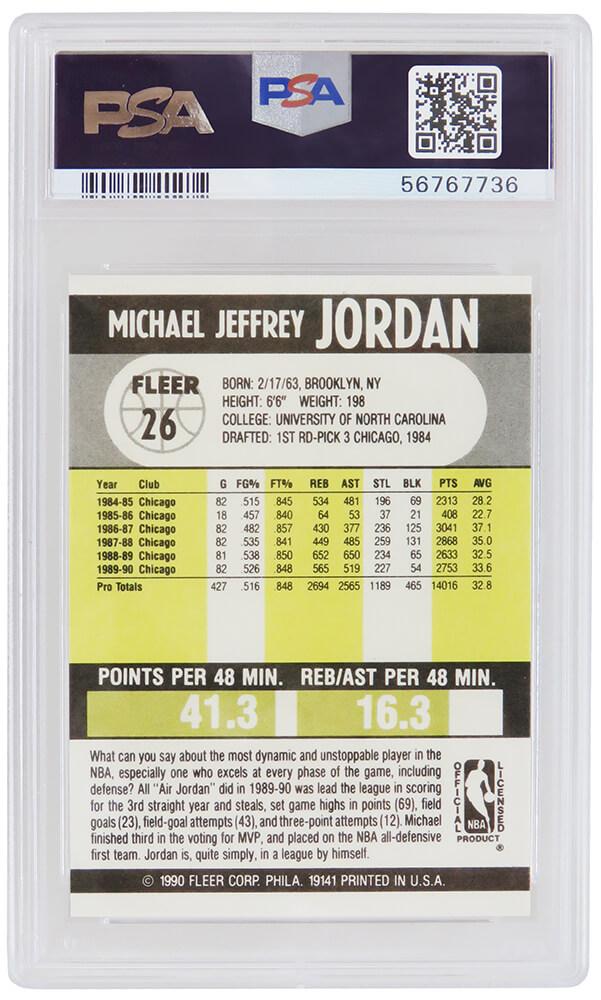 PSA
PSA
56767736
MICHAEL JEFFREY JORDAN
FLEER
26
BORN: 2/17/63, BROOKLYN, NY
HEIGHT: 6'6" WEIGHT: 198
COLLEGE: UNIVERSITY OF NORTH CAROLINA
DRAFTED: 1ST RD-PICK 3 CHICAGO, 1984
Year Club G FG% FT% REB AST STL BLK PTS AVG
1984-85 Chicago 82 .515 .845 534 481 196 69 2313 28.2
1985-86 Chicago 18 .457 .840 64 53 37 21 408 22.7
1986-87 Chicago 82 .482 .857 430 377 236 125 3041 37.1
1987-88 Chicago 82 .535 .841 449 485 259 131 2868 35.0
1988-89 Chicago 81 .538 .850 652 650 234 65 2633 32.5
1989-90 Chicago 82 .526 .848 565 519 227 54 2753 33.6
Pro Totals 427 .516 .848 2694 2565 1189 465 14016 32.8
POINTS PER 48 MIN. REB/AST PER 48 MIN.
41.3 16.3
What can you say about the most dynamic and unstoppable player in the
NBA, especially one who excels at every phase of the game, including
defense? All "Air Jordan" did in 1989-90 was lead the league in scoring
for the 3rd straight year and steals, set game highs in points (69), field
goals (23), field-goal attempts (43), and three-point attempts (12). Michael
finished third in the voting for MVP, and placed on the NBA all-defensive
first team. Jordan is, quite simply, in a league by himself.
OFFICIAL
LICENSED
NBA
PRODUCT
®
© 1990 FLEER CORP. PHILA. 19141 PRINTED IN U.S.A.